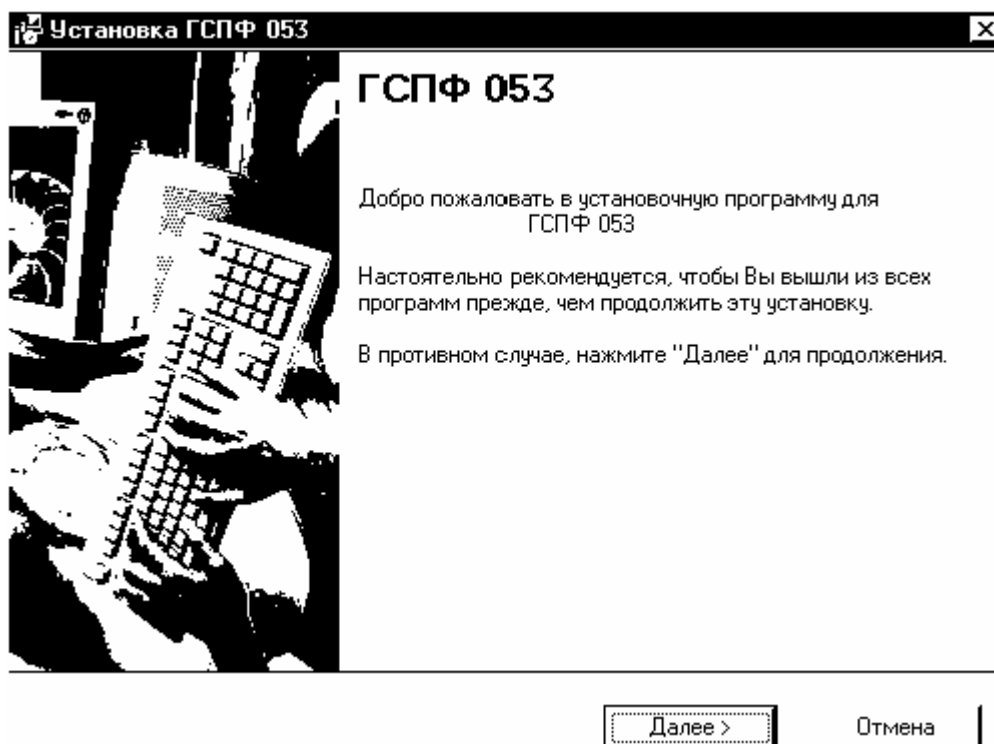 Установка ГСПФ 053
ГСПФ 053
Добро пожаловать в установочную программу для
ГСПФ 053
Настоятельно рекомендуется, чтобы Вы вышли из всех
программ прежде, чем продолжить эту установку.
В противном случае, нажмите "Далее" для продолжения.
Далее >
Отмена